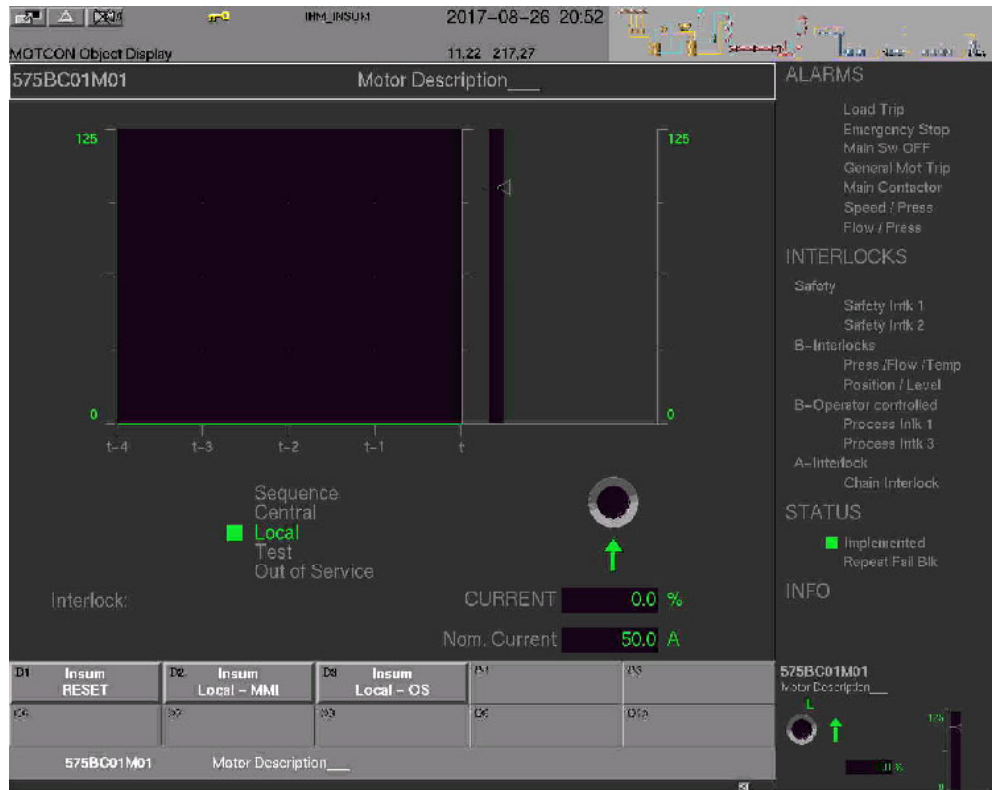 IHM_INSUM
2017-08-26 20:52
MOTCON Object Display
11,22 217,27
575BC01M01
Motor Description___
125
125
0
0
t-4
t-3
t-2
t-1
t
Sequence
Central
Local
Test
Out of Service
Interlock:
CURRENT
0.0 %
Nom. Current
50.0 A
ALARMS
Load Trip
Emergency Stop
Main Sw OFF
General Mot Trip
Main Contactor
Speed / Press
Flow / Press
INTERLOCKS
Safety
Safety Intk 1
Safety Intk 2
B-Interlocks
Press /Flow /Temp
Position / Level
B-Operator controlled
Process Inlk 1
Process Intk 3
A-Interlock
Chain Interlock
STATUS
Implemented
Repeat Fail Blk
INFO
D1 Insum
RESET
D2 Insum
Local - MMI
D3 Insum
Local - OS
575BC01M01
Motor Description___
575BC01M01
Motor Description___
L
125
0